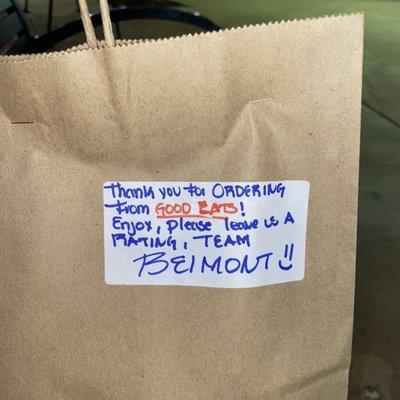 Thank you for ORDERING
from GOOD EATS!
Enjoy, please leave us A
RATING, TEAM
BElMONT !!